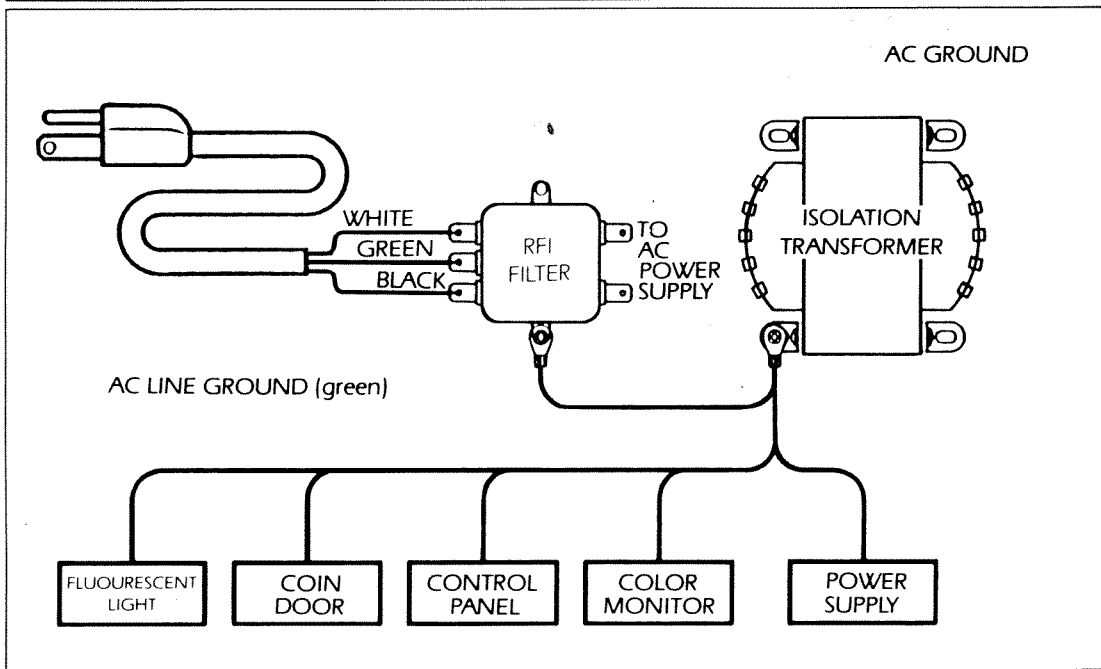 AC GROUND
WHITE
GREEN
BLACK
RFI
FILTER
TO
AC
POWER
SUPPLY
ISOLATION
TRANSFORMER
AC LINE GROUND (green)
FLUOURESCENT
LIGHT
COIN
DOOR
CONTROL
PANEL
COLOR
MONITOR
POWER
SUPPLY